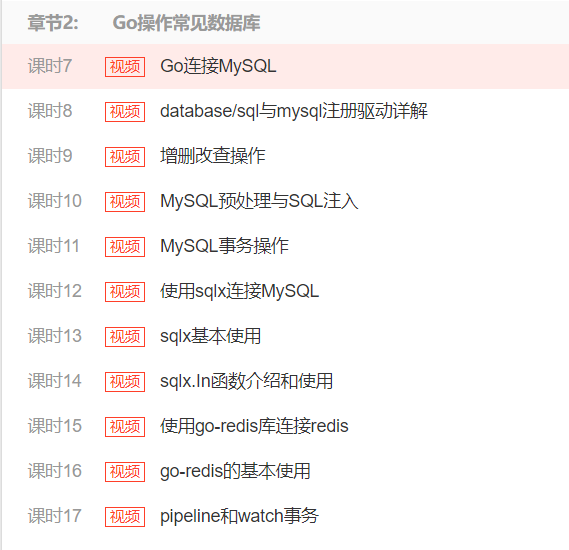 章节2: Go操作常见数据库
课时7 视频 Go连接MySQL
课时8 视频 database/sql与mysql注册驱动详解
课时9 视频 增删改查操作
课时10 视频 MySQL预处理与SQL注入
课时11 视频 MySQL事务操作
课时12 视频 使用sqlx连接MySQL
课时13 视频 sqlx基本使用
课时14 视频 sqlx.In函数介绍和使用
课时15 视频 使用go-redis库连接redis
课时16 视频 go-redis的基本使用
课时17 视频 pipeline和watch事务